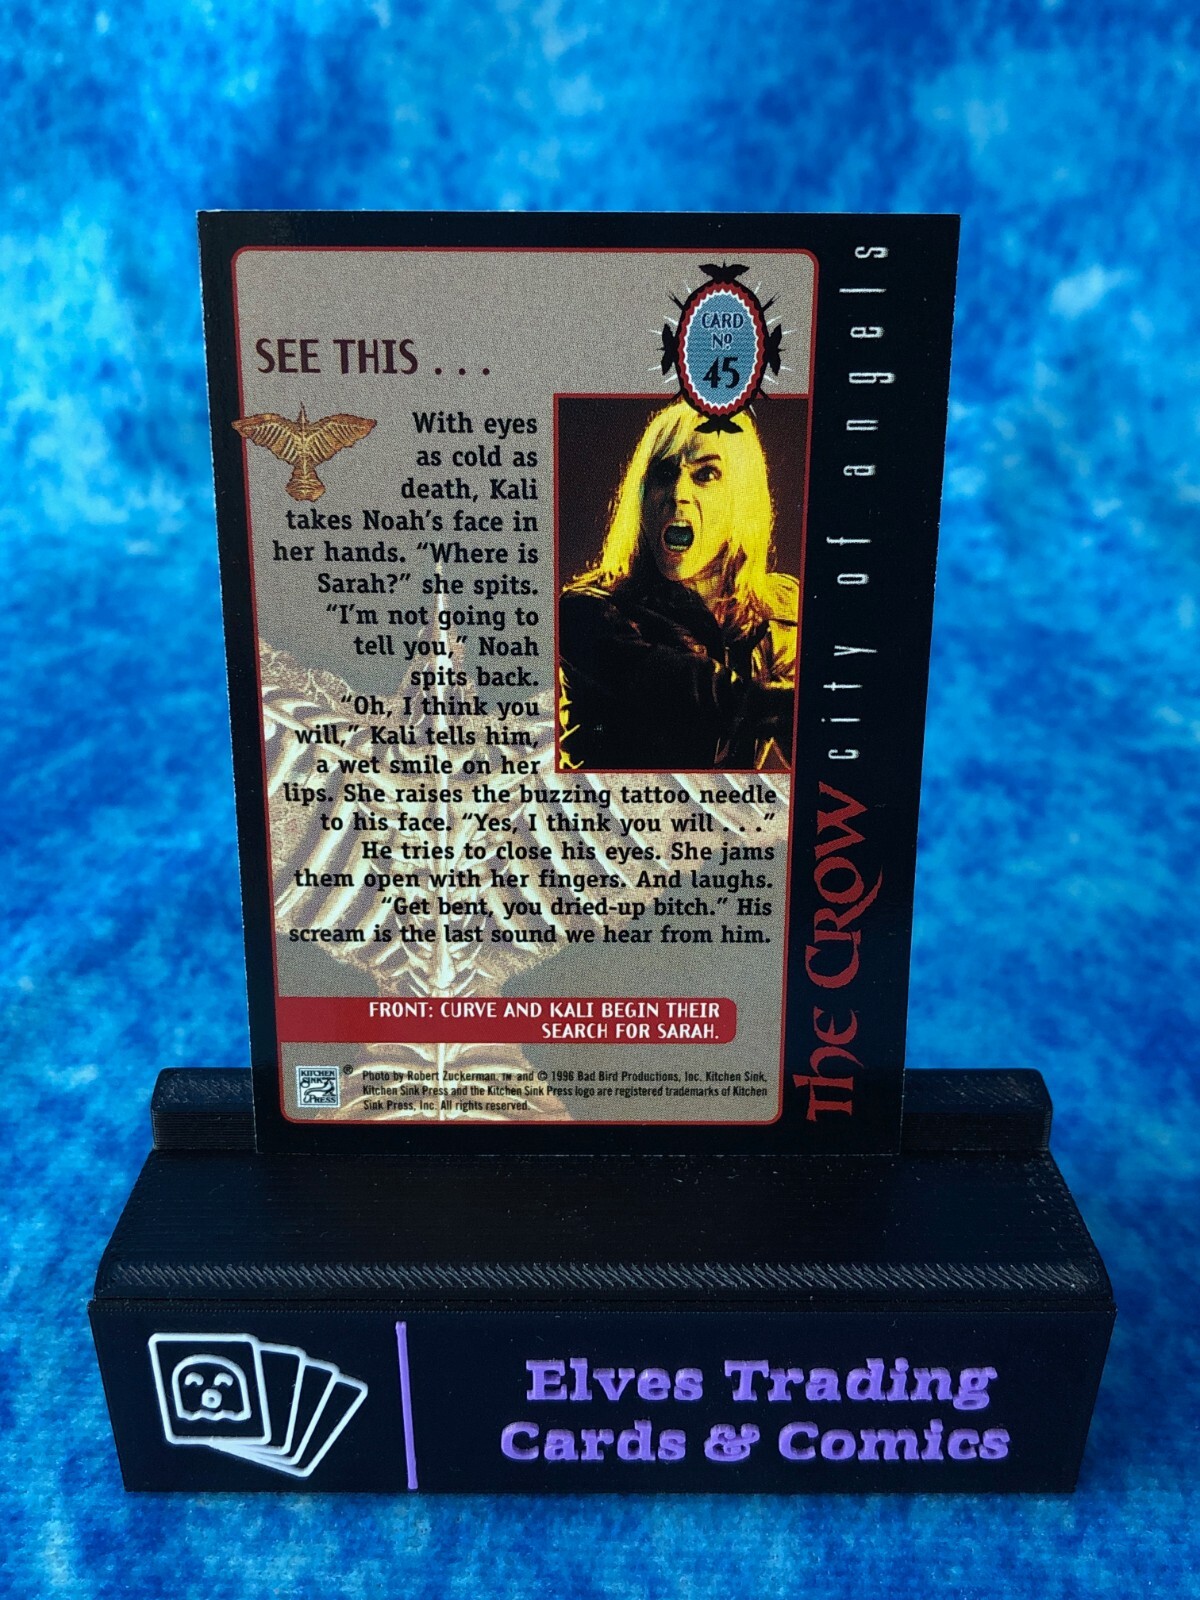 CARD
Nº
45
SEE THIS . . .
With eyes
as cold as
death, Kali
takes Noah's face in
her hands. “Where is
Sarah?” she spits.
“I'm not going to
tell you,” Noah
spits back.
“Oh, I think you
will,” Kali tells him,
a wet smile on her
lips. She raises the buzzing tattoo needle
to his face. “Yes, I think you will . . .”
He tries to close his eyes. She jams
them open with her fingers. And laughs.
“Get bent, you dried-up bitch.” His
scream is the last sound we hear from him.
FRONT: CURVE AND KALI BEGIN THEIR
SEARCH FOR SARAH.
KITCHEN
SINK
PRESS
®
Photo by Robert Zuckerman. ™ and © 1996 Bad Bird Productions, Inc. Kitchen Sink,
Kitchen Sink Press and the Kitchen Sink Press logo are registered trademarks of Kitchen
Sink Press, Inc. All rights reserved.
The CROW city of angels
Elves Trading
Cards & Comics